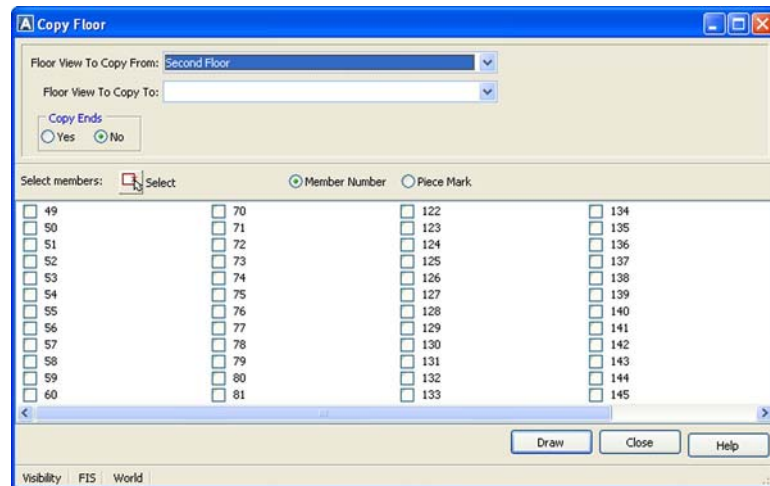 A Copy Floor
Floor View To Copy From: Second Floor
Floor View To Copy To:
Copy Ends
Yes No
Select members: Select Member Number Piece Mark
49 70 122 134
50 71 123 135
51 72 124 136
52 73 125 137
53 74 126 138
54 75 127 139
55 76 128 140
56 77 129 141
57 78 130 142
58 79 131 143
59 80 132 144
60 81 133 145
Draw Close Help
Visibility FIS World